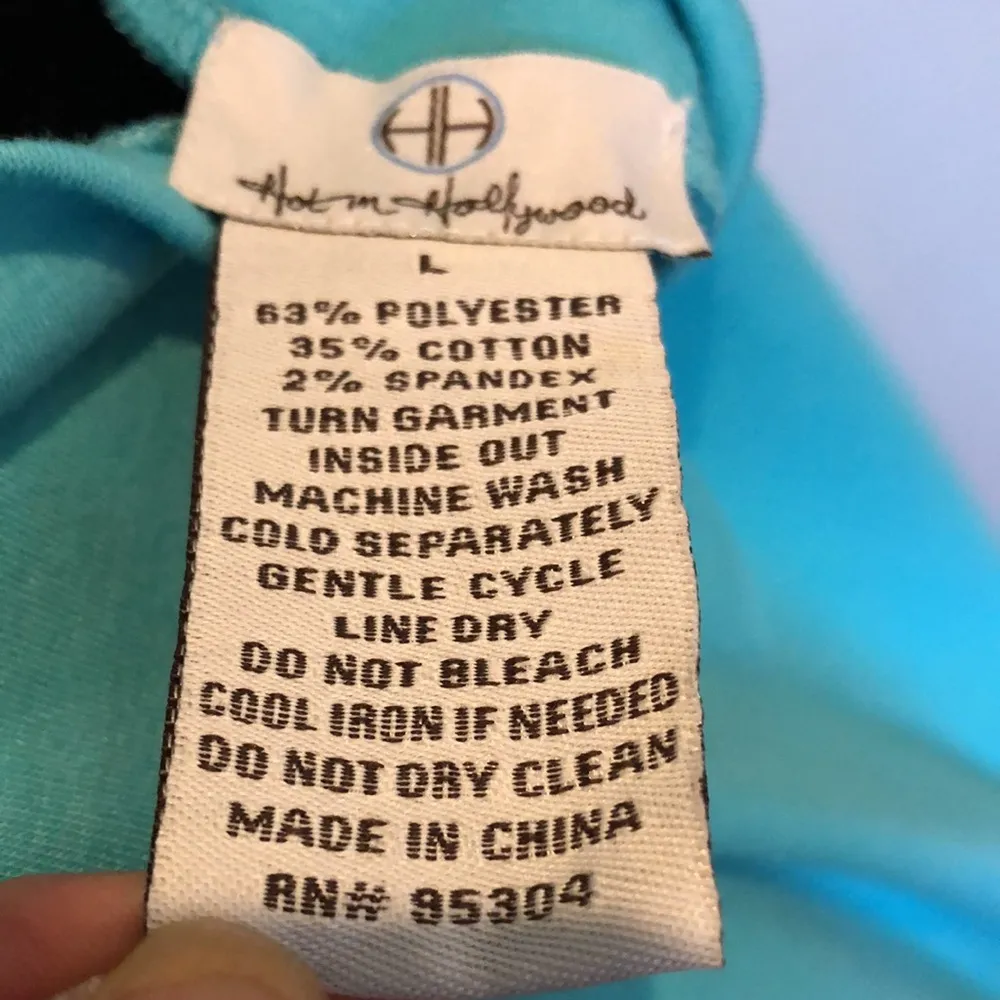 HH
Hot in Hollywood
L
63% POLYESTER
35% COTTON
2% SPANDEX
TURN GARMENT
INSIDE OUT
MACHINE WASH
COLD SEPARATELY
GENTLE CYCLE
LINE DRY
DO NOT BLEACH
COOL IRON IF NEEDED
DO NOT DRY CLEAN
MADE IN CHINA
RN# 95304